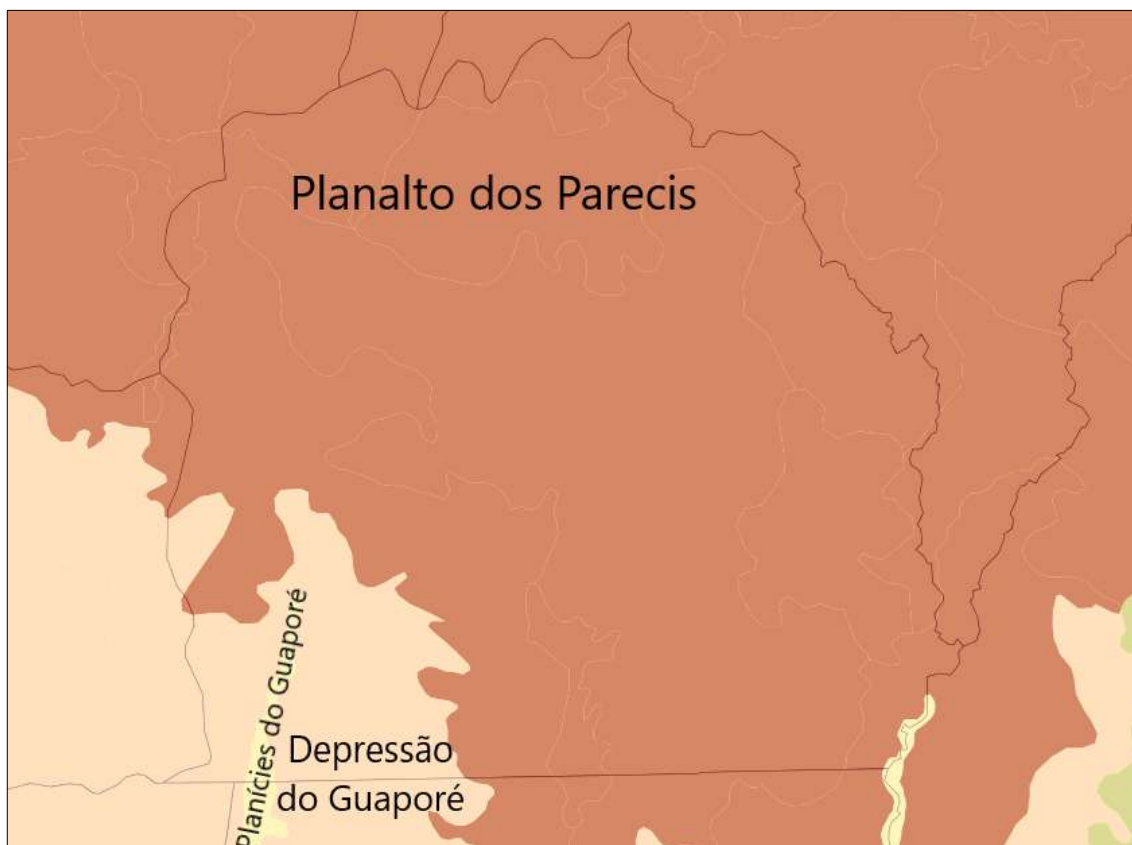 Planalto dos Parecis
Planícies do Guaporé
Depressão
do Guaporé